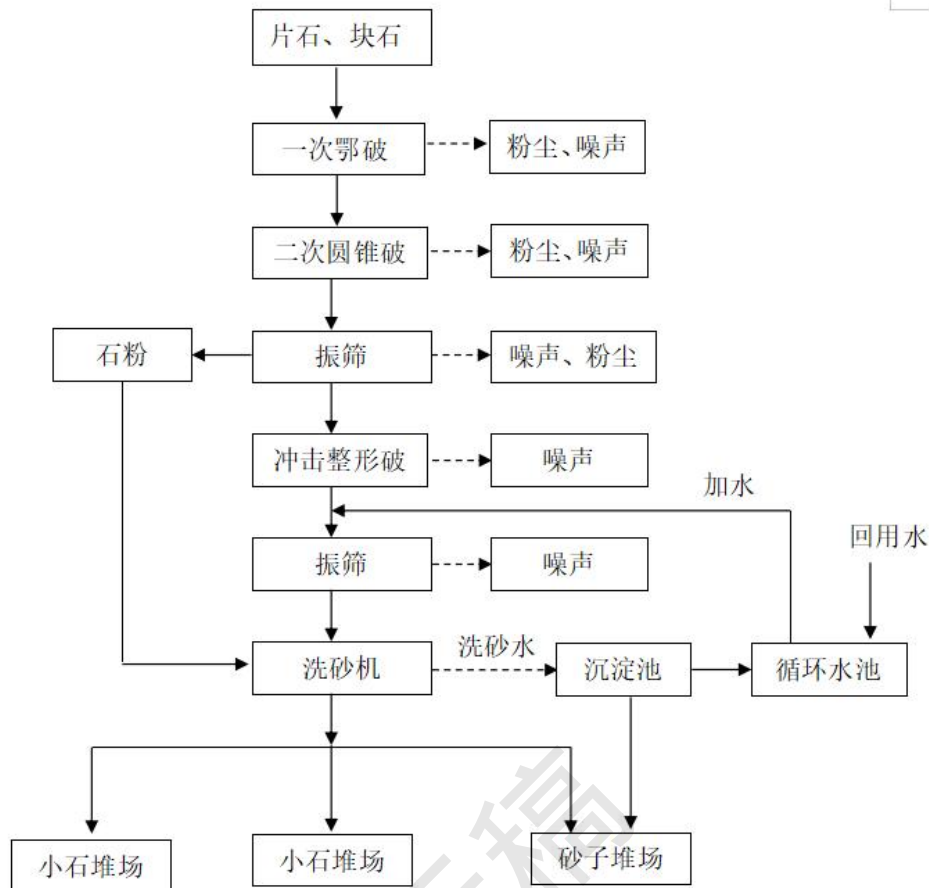 片石、块石
一次鄂破
粉尘、噪声
二次圆锥破
粉尘、噪声
石粉
振筛
噪声、粉尘
冲击整形破
噪声
加水
回用水
振筛
噪声
洗砂机
洗砂水
沉淀池
循环水池
小石堆场
小石堆场
砂子堆场
稿